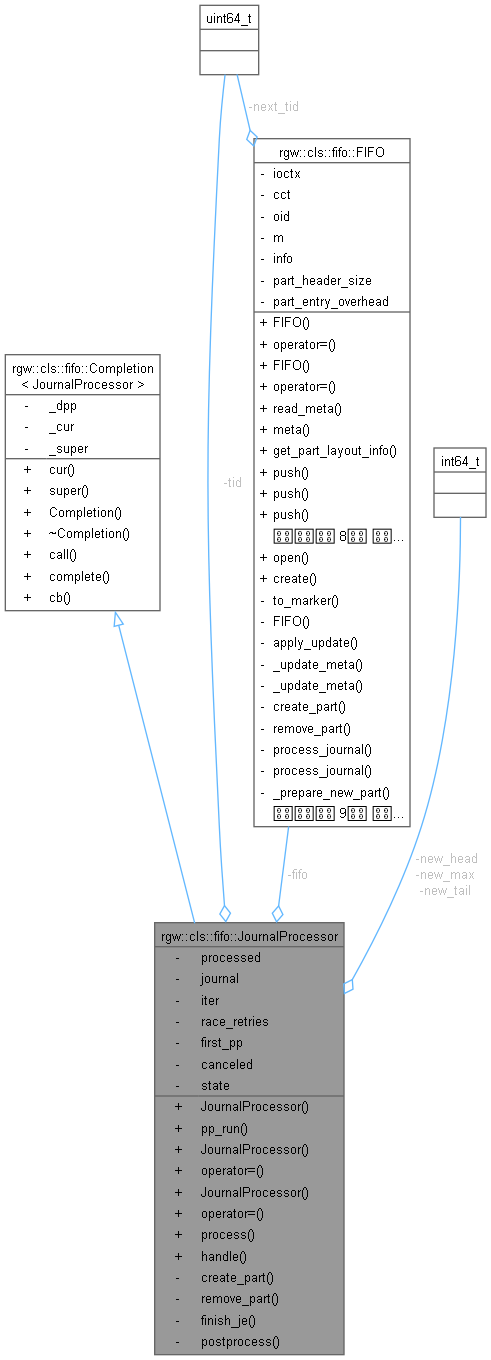 uint64_t
-next_tid
rgw::cls::fifo::FIFO
- ioctx
- cct
- oid
- m
- info
- part_header_size
- part_entry_overhead
+ FIFO()
+ operator=()
+ FIFO()
+ operator=()
+ read_meta()
+ meta()
+ get_part_layout_info()
+ push()
+ push()
+ push()
8 ...
+ open()
+ create()
- to_marker()
- FIFO()
- apply_update()
- _update_meta()
- _update_meta()
- create_part()
- remove_part()
- process_journal()
- process_journal()
- _prepare_new_part()
9 ...
rgw::cls::fifo::Completion
< JournalProcessor >
- _dpp
- _cur
- _super
+ cur()
+ super()
+ Completion()
+ ~Completion()
+ call()
+ complete()
+ cb()
-tid
int64_t
-fifo
-new_head
-new_max
-new_tail
rgw::cls::fifo::JournalProcessor
- processed
- journal
- iter
- race_retries
- first_pp
- canceled
- state
+ JournalProcessor()
+ pp_run()
+ JournalProcessor()
+ operator=()
+ JournalProcessor()
+ operator=()
+ process()
+ handle()
- create_part()
- remove_part()
- finish_je()
- postprocess()